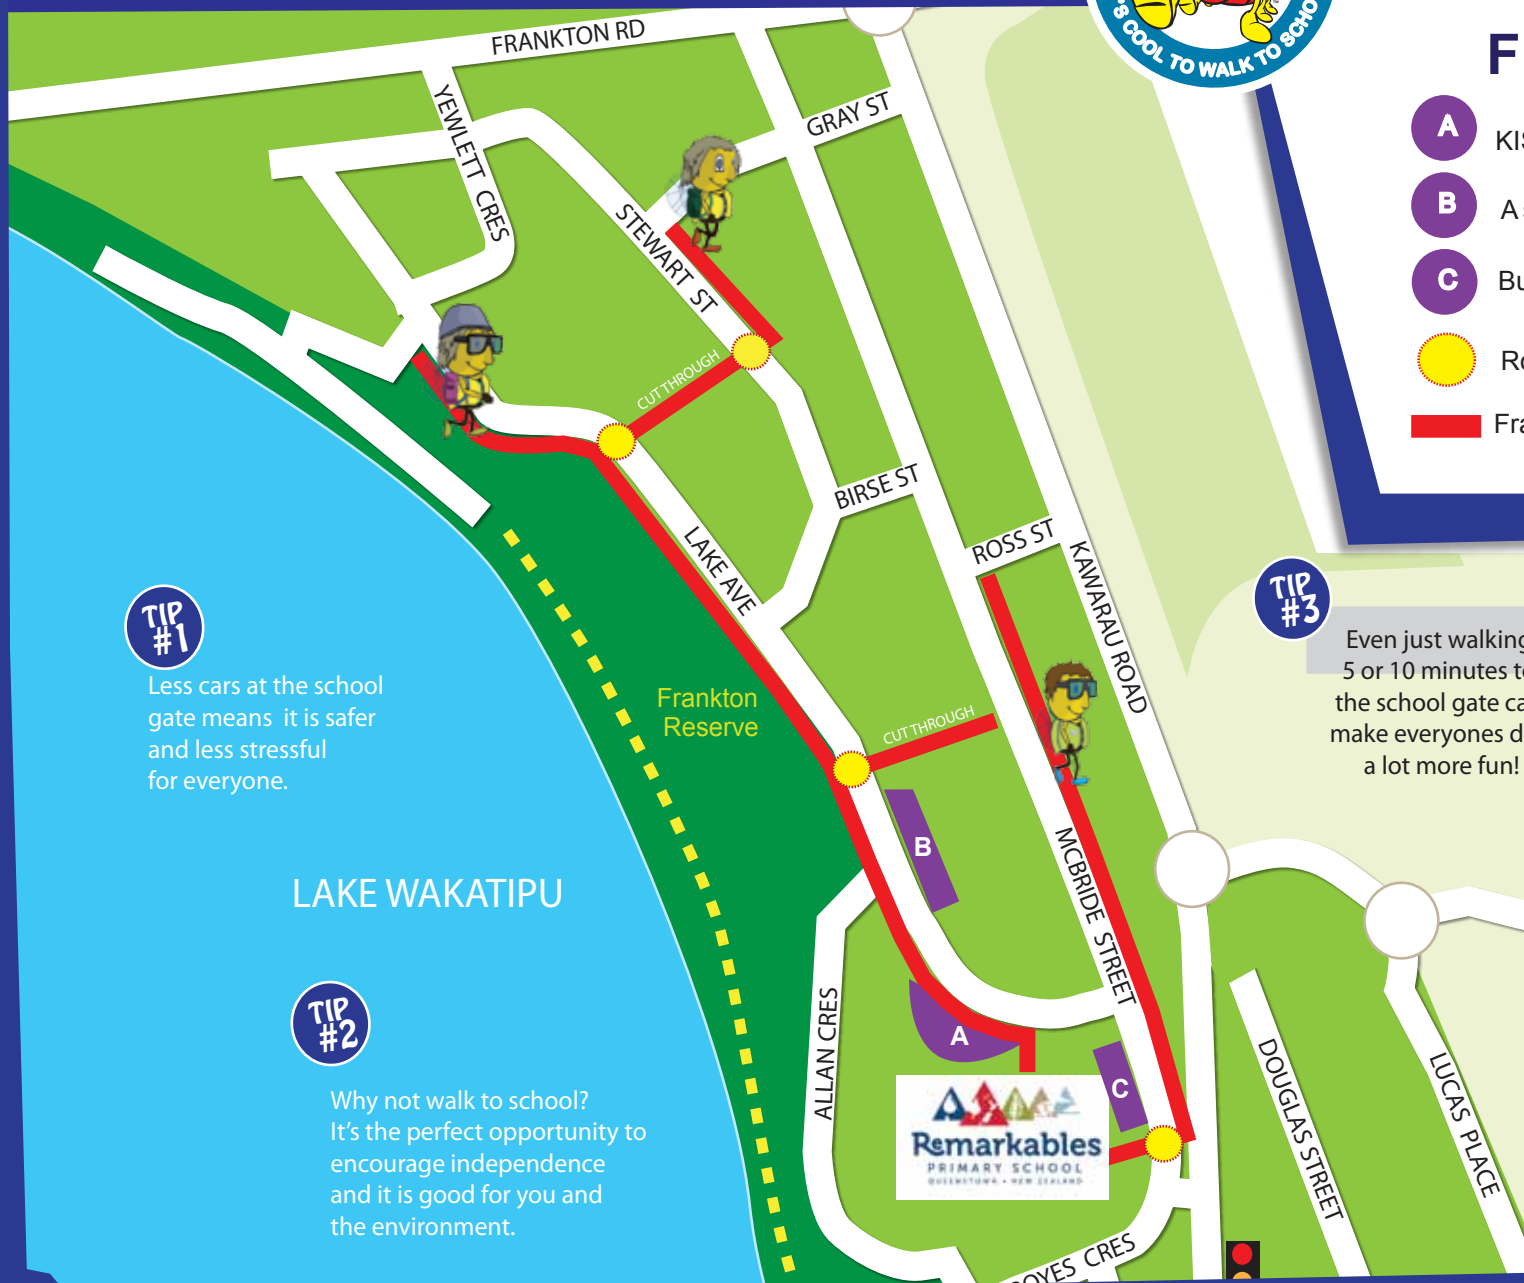 FRANKTON RD
YEWLETT CRES
GRAY ST
STEWART ST
CUT THROUGH
BIRSE ST
LAKE AVE
ROSS ST
KAWARAU ROAD
Frankton
Reserve
CUT THROUGH
MCBRIDE STREET
ALLAN CRES
DOUGLAS STREET
LUCAS PLACE
OYES CRES
LAKE WAKATIPU
B
A
C
Remarkables
PRIMARY SCHOOL
QUEENSTOWN • NEW ZEALAND
TIP
#1
Less cars at the school
gate means it is safer
and less stressful
for everyone.
TIP
#2
Why not walk to school?
It's the perfect opportunity to
encourage independence
and it is good for you and
the environment.
TIP
#3
Even just walking
5 or 10 minutes
the school gate
make everyones
a lot more fun!
'S COOL TO WALK TO SCHO
F
A
B
A
C